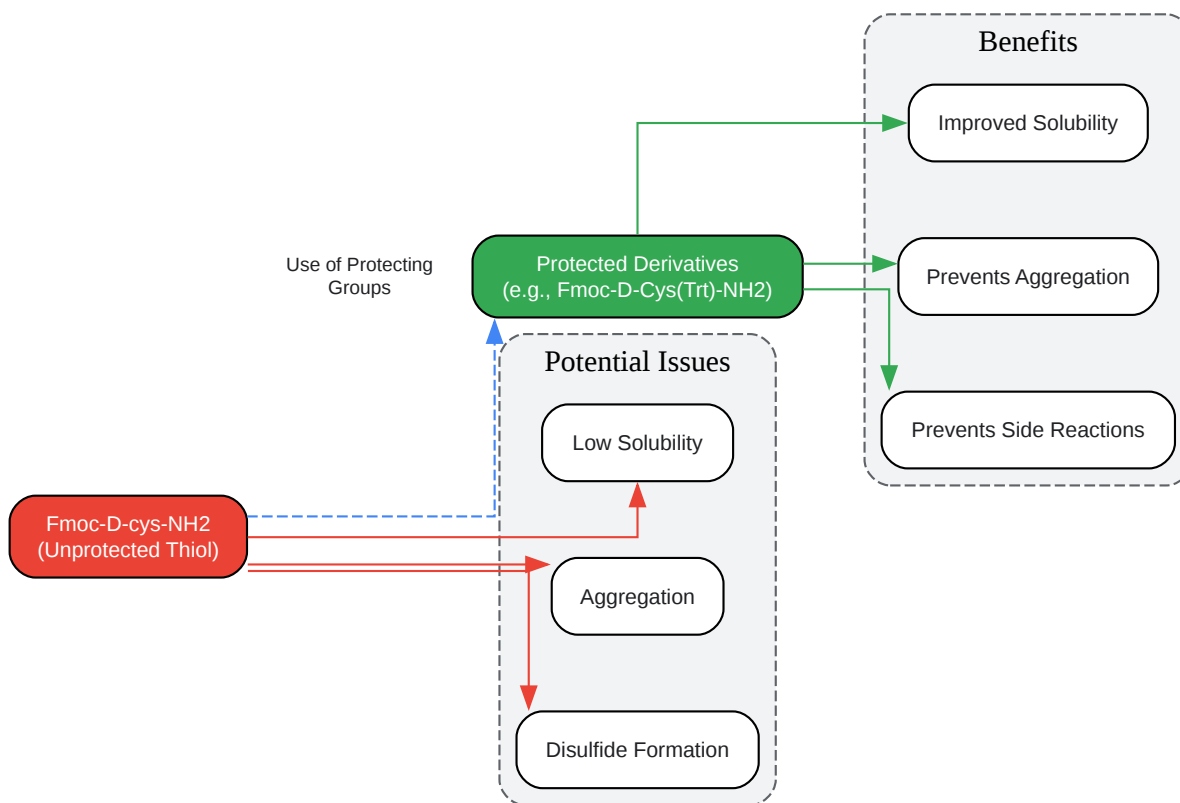 Benefits
Improved Solubility
Use of Protecting
Groups
Protected Derivatives
(e.g., Fmoc-D-Cys(Trt)-NH2)
Prevents Aggregation
Potential Issues
Low Solubility
Prevents Side Reactions
Fmoc-D-cys-NH2
(Unprotected Thiol)
Aggregation
Disulfide Formation